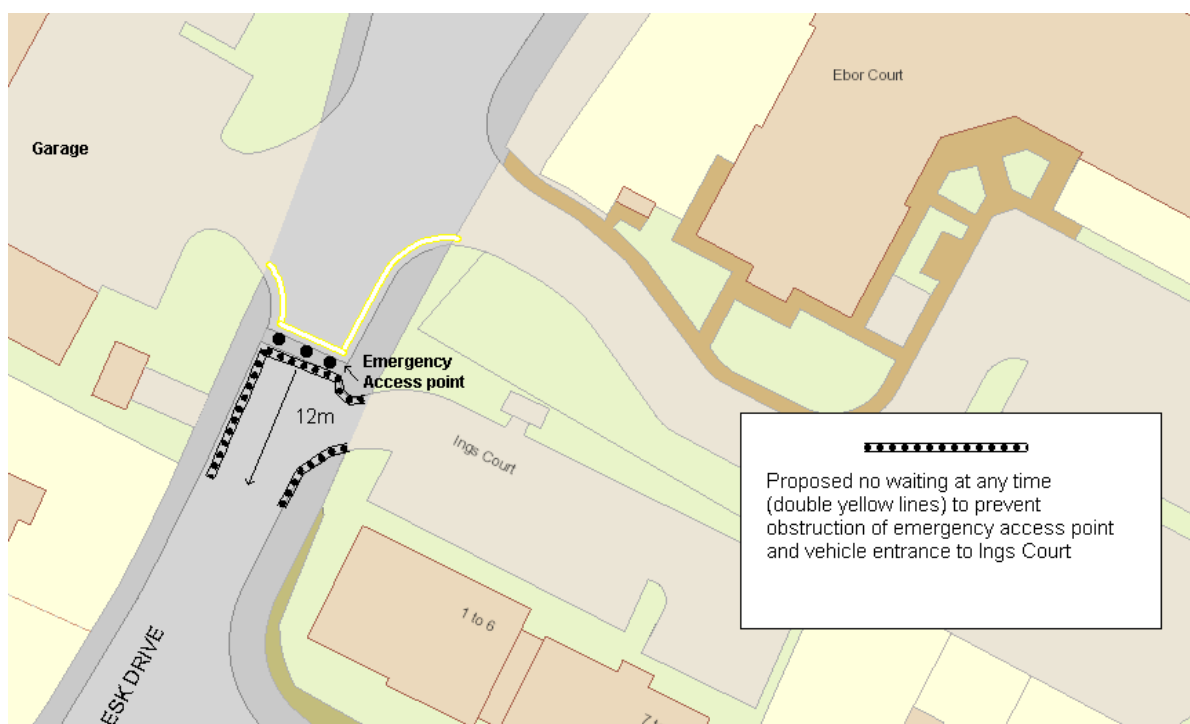 Ebor Court
Garage
Emergency
Access point
12m
Ings Court
Proposed no waiting at any time
(double yellow lines) to prevent
obstruction of emergency access point
and vehicle entrance to Ings Court
1 to 6
ESK DRIVE